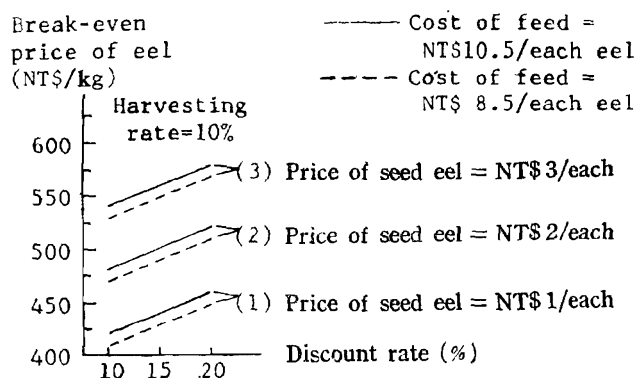 Break-even
price of eel
(NT$/kg)
Cost of feed =
NT$10.5/each eel
Cost of feed =
NT$ 8.5/each eel
Harvesting
rate=10%
600
(3) Price of seed eel = NT$ 3/each
550
(2) Price of seed eel = NT$ 2/each
500
450
(1) Price of seed eel = NT$ 1/each
400
Discount rate (%)
10 15 .20